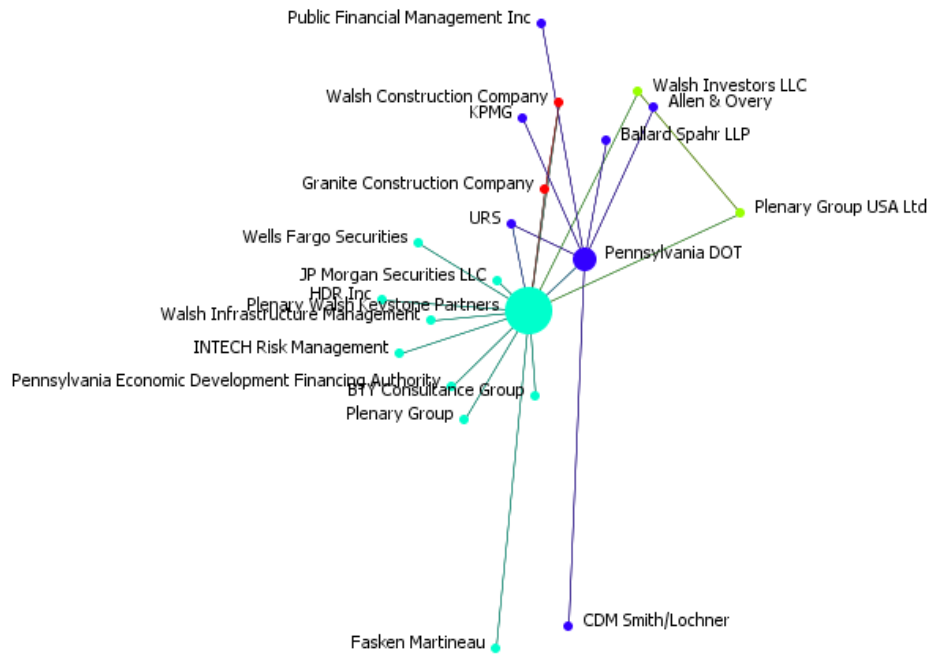 Public Financial Management Inc
Walsh Investors LLC
Walsh Construction Company
Allen & Overy
KPMG
Ballard Spahr LLP
Granite Construction Company
Plenary Group USA Ltd
URS
Wells Fargo Securities
Pennsylvania DOT
JP Morgan Securities LLC
HDR Inc
Plenary Walsh Keystone Partners
Walsh Infrastructure Management
INTECH Risk Management
Pennsylvania Economic Development Financing Authority
BTY Consultance Group
Plenary Group
CDM Smith/Lochner
Fasken Martineau